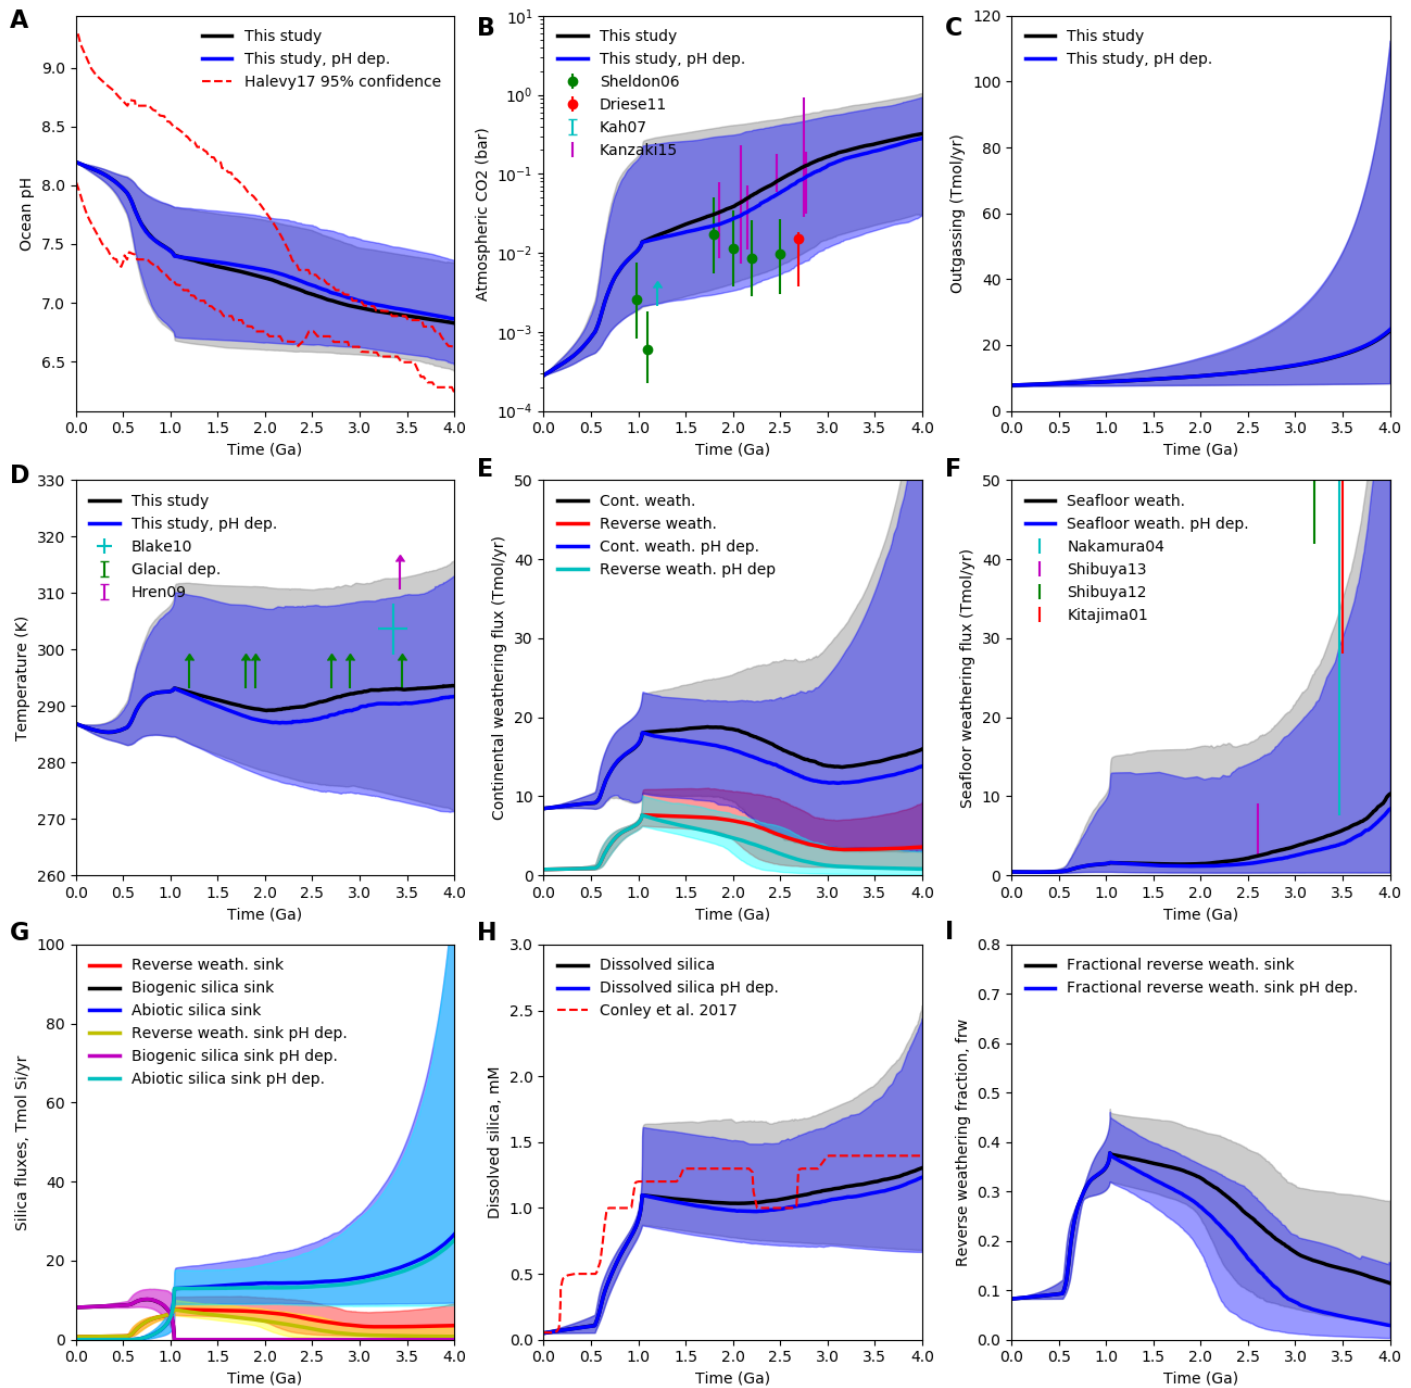 A
This study
This study, pH dep.
Halevy17 95% confidence
9.0
8.5
8.0
7.5
7.0
6.5
Ocean pH
0.0 0.5 1.0 1.5 2.0 2.5 3.0 3.5 4.0
Time (Ga)
B
This study
This study, pH dep.
Sheldon06
Driese11
Kah07
Kanzaki15
10^1
10^0
10^−1
10^−2
10^−3
10^−4
Atmospheric CO2 (bar)
0.0 0.5 1.0 1.5 2.0 2.5 3.0 3.5 4.0
Time (Ga)
C
This study
This study, pH dep.
120
100
80
60
40
20
0
Outgassing (Tmol/yr)
0.0 0.5 1.0 1.5 2.0 2.5 3.0 3.5 4.0
Time (Ga)
D
This study
This study, pH dep.
Blake10
Glacial dep.
Hren09
330
320
310
300
290
280
270
260
Temperature (K)
0.0 0.5 1.0 1.5 2.0 2.5 3.0 3.5 4.0
Time (Ga)
E
Cont. weath.
Reverse weath.
Cont. weath. pH dep.
Reverse weath. pH dep
50
40
30
20
10
0
Continental weathering flux (Tmol/yr)
0.0 0.5 1.0 1.5 2.0 2.5 3.0 3.5 4.0
Time (Ga)
F
Seafloor weath.
Seafloor weath. pH dep.
Nakamura04
Shibuya13
Shibuya12
Kitajima01
50
40
30
20
10
0
Seafloor weathering flux (Tmol/yr)
0.0 0.5 1.0 1.5 2.0 2.5 3.0 3.5 4.0
Time (Ga)
G
Reverse weath. sink
Biogenic silica sink
Abiotic silica sink
Reverse weath. sink pH dep.
Biogenic silica sink pH dep.
Abiotic silica sink pH dep.
100
80
60
40
20
0
Silica fluxes, Tmol Si/yr
0.0 0.5 1.0 1.5 2.0 2.5 3.0 3.5 4.0
Time (Ga)
H
Dissolved silica
Dissolved silica pH dep.
Conley et al. 2017
3.0
2.5
2.0
1.5
1.0
0.5
0.0
Dissolved silica, mM
0.0 0.5 1.0 1.5 2.0 2.5 3.0 3.5 4.0
Time (Ga)
I
Fractional reverse weath. sink
Fractional reverse weath. sink pH dep.
0.8
0.7
0.6
0.5
0.4
0.3
0.2
0.1
0.0
Reverse weathering fraction, frw
0.0 0.5 1.0 1.5 2.0 2.5 3.0 3.5 4.0
Time (Ga)